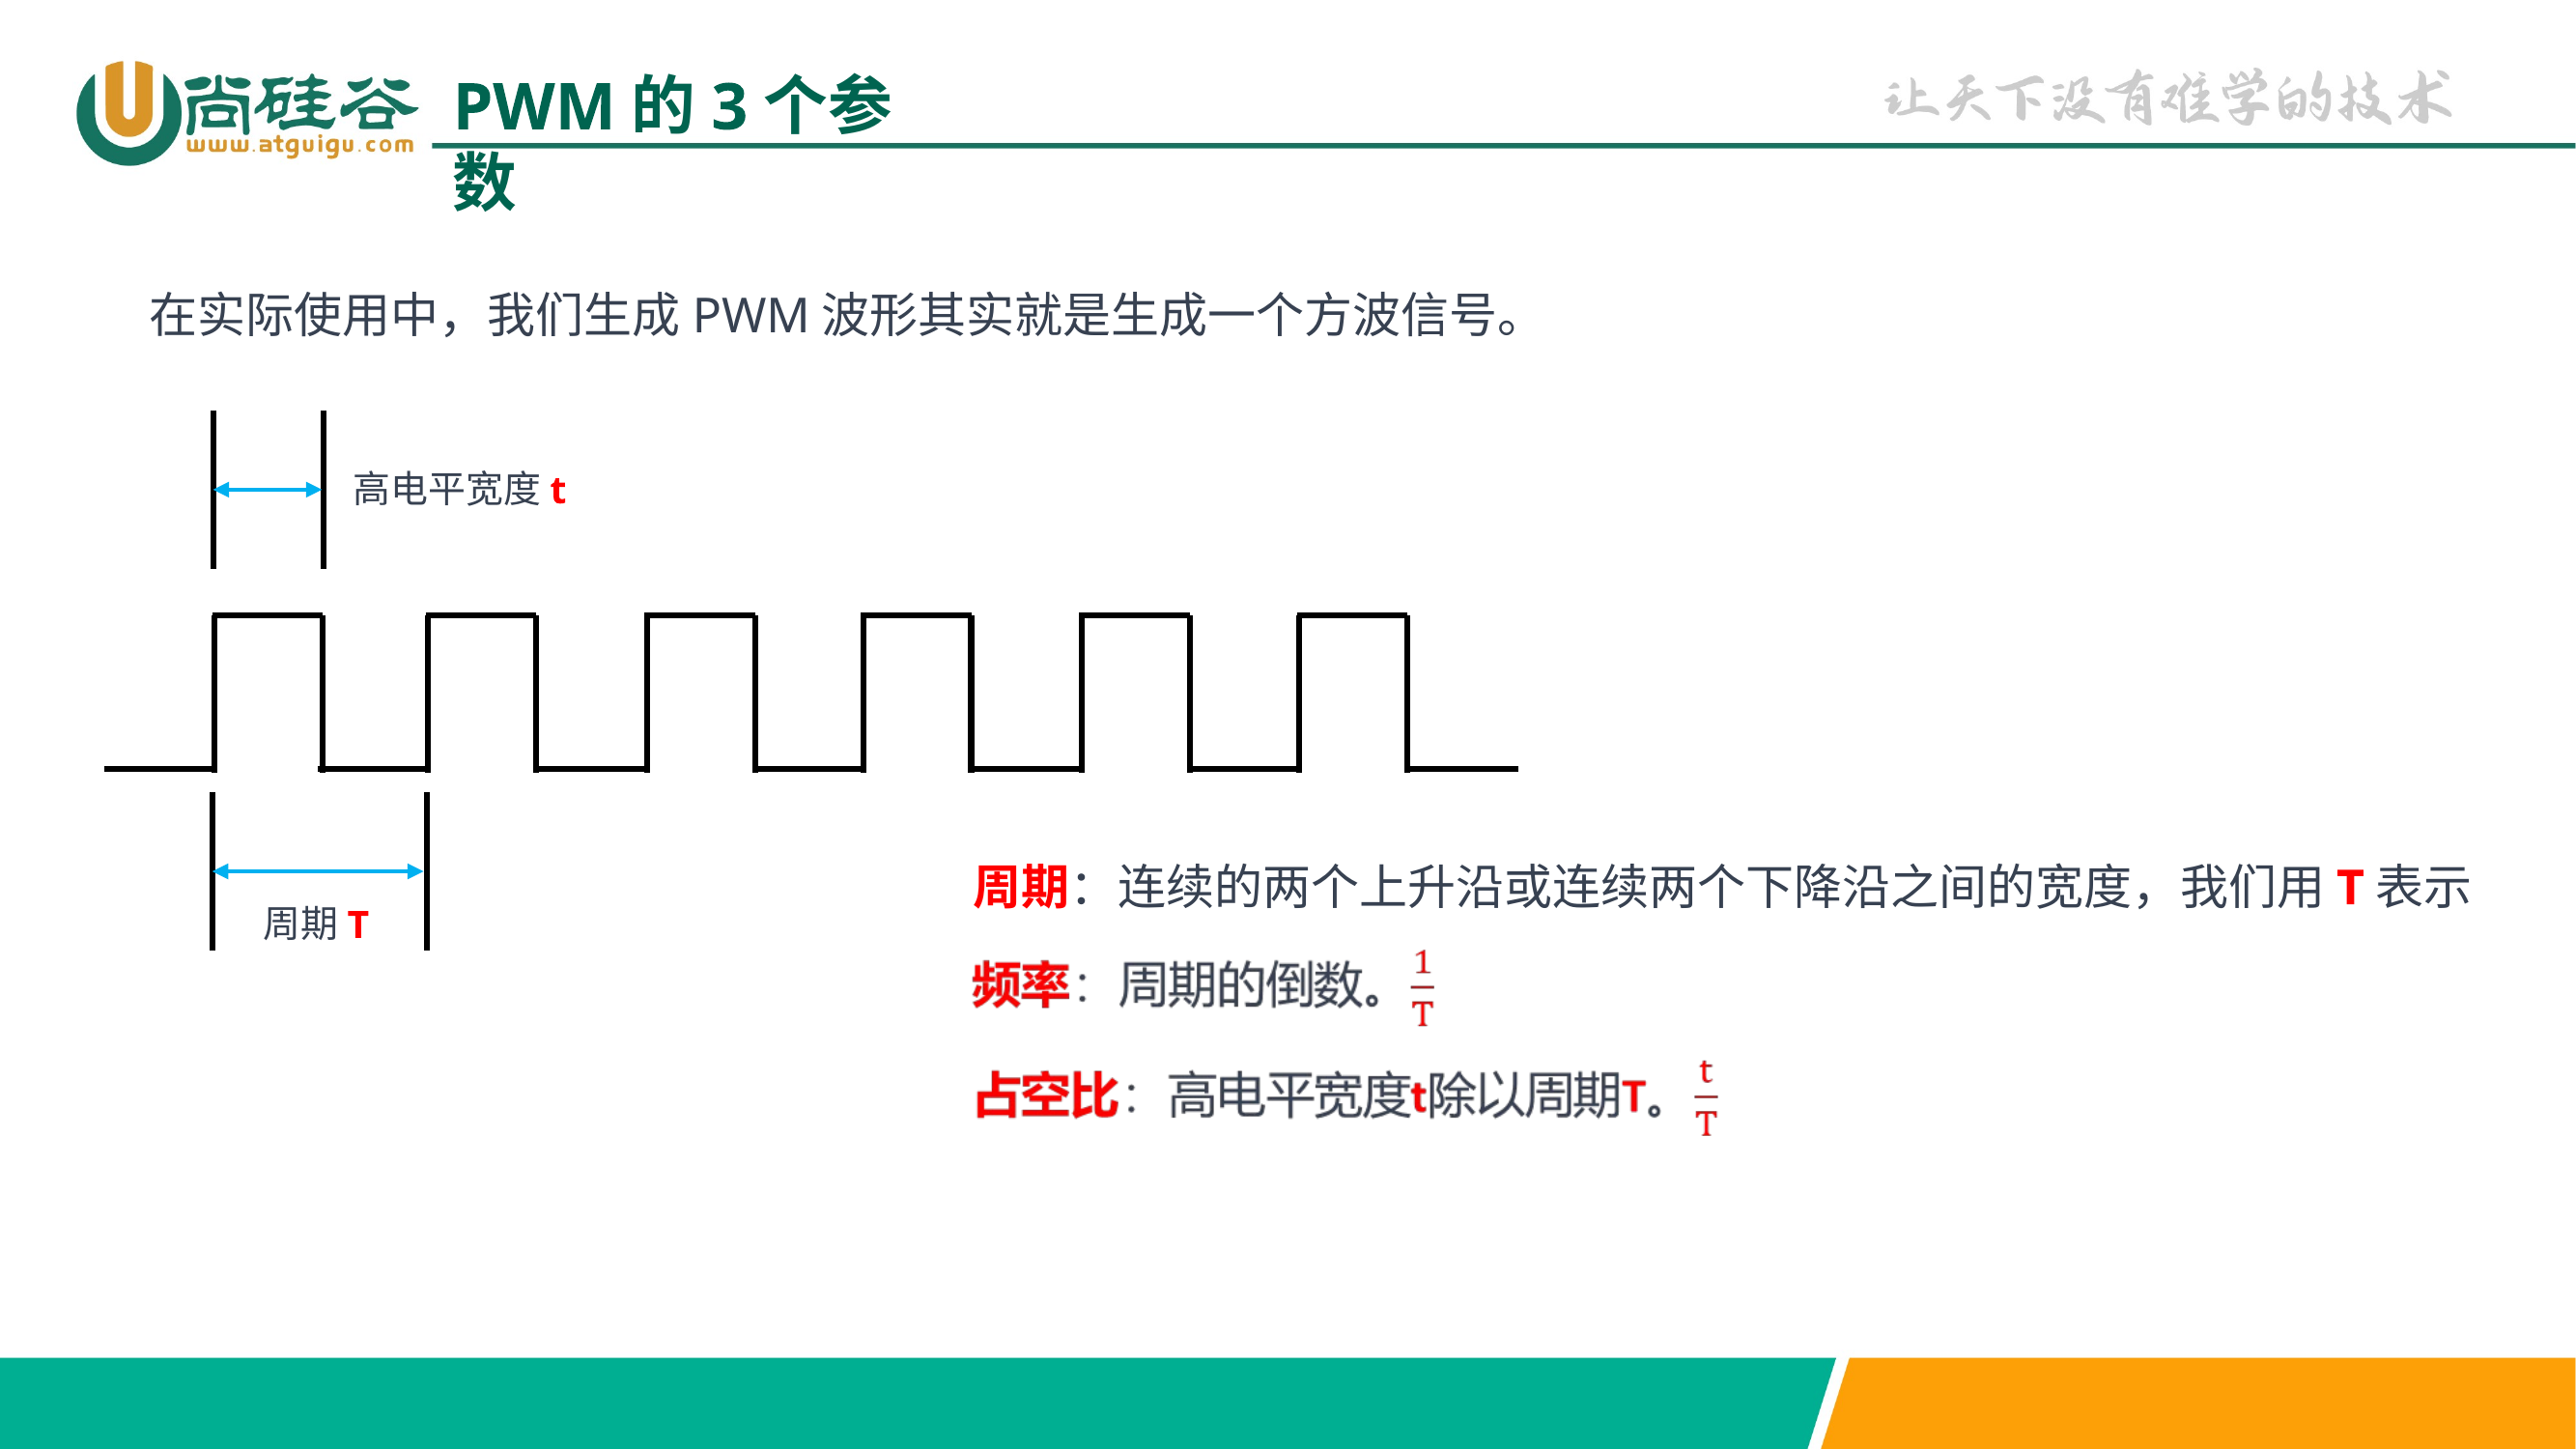 尚硅谷
www.atguigu.com
PWM 的 3 个参
数
让天下没有难学的技术
在实际使用中，我们生成 PWM 波形其实就是生成一个方波信号。
高电平宽度 t
周期 T
周期：连续的两个上升沿或连续两个下降沿之间的宽度，我们用 T 表示
频率：周期的倒数。1/T
占空比：高电平宽度t除以周期T。t/T